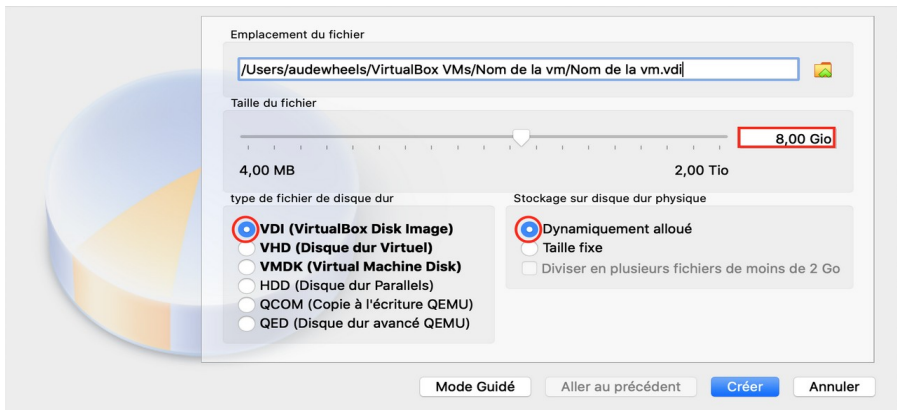 Emplacement du fichier
/Users/audewheels/VirtualBox VMs/Nom de la vm/Nom de la vm.vdi
Taille du fichier
8,00 Gio
4,00 MB
2,00 Tio
type de fichier de disque dur
VDI (VirtualBox Disk Image)
VHD (Disque dur Virtuel)
VMDK (Virtual Machine Disk)
HDD (Disque dur Parallels)
QCOM (Copie à l'écriture QEMU)
QED (Disque dur avancé QEMU)
Stockage sur disque dur physique
Dynamiquement alloué
Taille fixe
Diviser en plusieurs fichiers de moins de 2 Go
Mode Guidé
Aller au précédent
Créer
Annuler